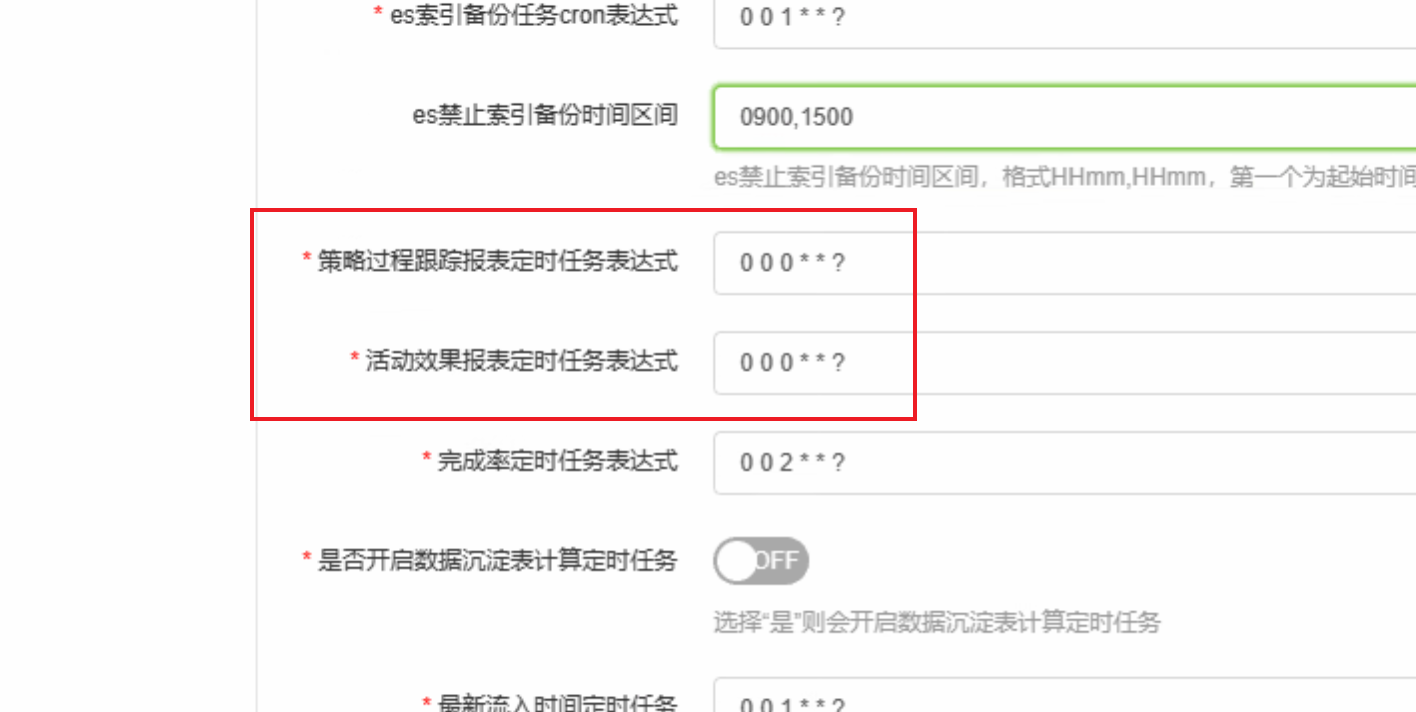 * es索引备份任务cron表达式 0 0 1 * * ?
es禁止索引备份时间区间 0900,1500
es禁止索引备份时间区间，格式HHmm,HHmm，第一个为起始时间
* 策略过程跟踪报表定时任务表达式 0 0 0 * * ?
* 活动效果报表定时任务表达式 0 0 0 * * ?
* 完成率定时任务表达式 0 0 2 * * ?
* 是否开启数据沉淀表计算定时任务 OFF
选择“是”则会开启数据沉淀表计算定时任务
* 最新流入时间定时任务 0 0 1 * * ?